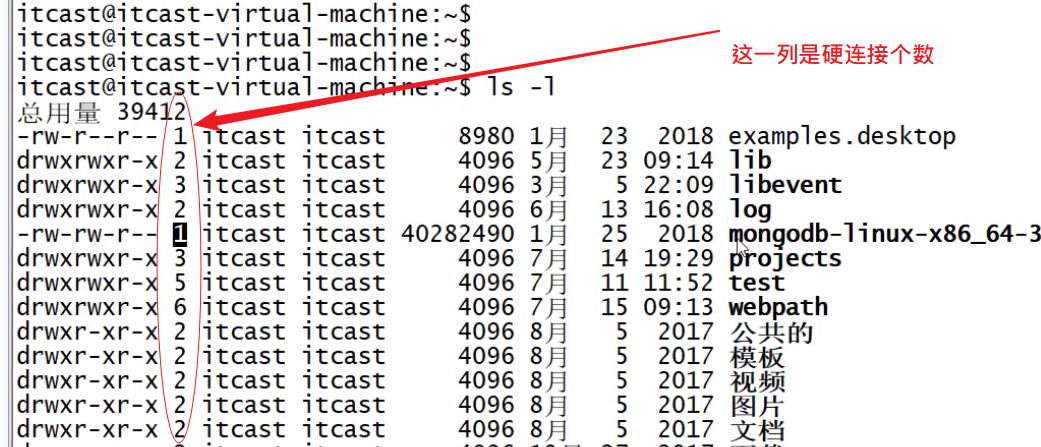 itcast@itcast-virtual-machine:~$
itcast@itcast-virtual-machine:~$
itcast@itcast-virtual-machine:~$
itcast@itcast-virtual-machine:~$ ls -l
这一列是硬连接个数
总用量 39412
-rw-r--r-- 1 itcast itcast 8980 1月 23 2018 examples.desktop
drwxrwxr-x 2 itcast itcast 4096 5月 23 09:14 lib
drwxrwxr-x 3 itcast itcast 4096 3月 5 22:09 libevent
drwxrwxr-x 2 itcast itcast 4096 6月 13 16:08 log
-rw-rw-r-- 1 itcast itcast 40282490 1月 25 2018 mongodb-linux-x86_64-3
drwxrwxr-x 3 itcast itcast 4096 7月 14 19:29 projects
drwxrwxr-x 5 itcast itcast 4096 7月 11 11:52 test
drwxrwxr-x 6 itcast itcast 4096 7月 15 09:13 webpath
drwxr-xr-x 2 itcast itcast 4096 8月 5 2017 公共的
drwxr-xr-x 2 itcast itcast 4096 8月 5 2017 模板
drwxr-xr-x 2 itcast itcast 4096 8月 5 2017 视频
drwxr-xr-x 2 itcast itcast 4096 8月 5 2017 图片
drwxr-xr-x 2 itcast itcast 4096 8月 5 2017 文档